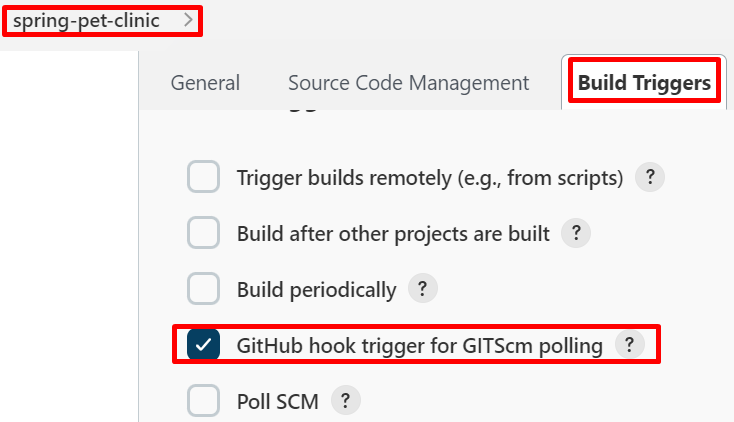 spring-pet-clinic >
General Source Code Management Build Triggers
Trigger builds remotely (e.g., from scripts) ?
Build after other projects are built ?
Build periodically ?
GitHub hook trigger for GITScm polling ?
Poll SCM ?